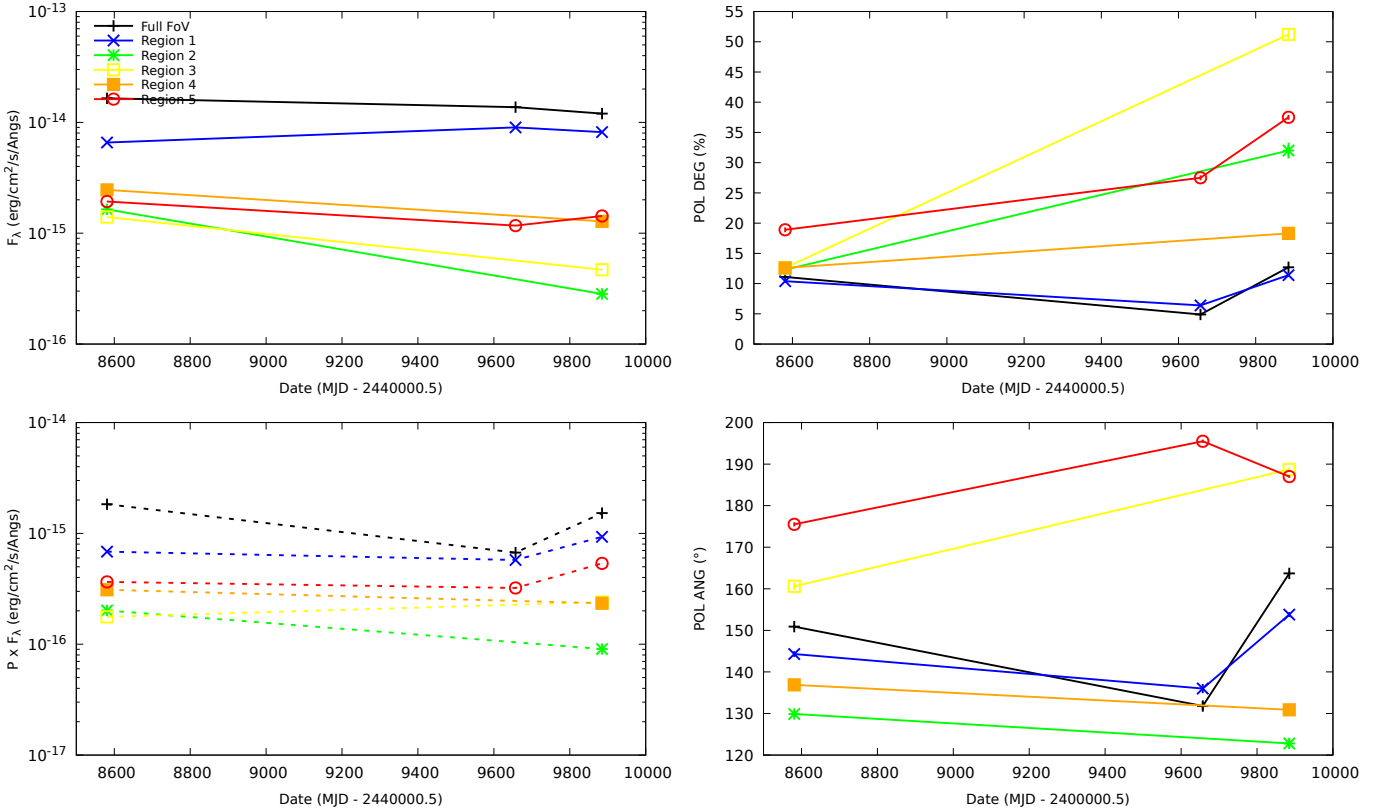 10^-13
10^-14
10^-15
10^-16
F_λ (erg/cm^2/s/Angs)
Full FoV
Region 1
Region 2
Region 3
Region 4
Region 5
8600 8800 9000 9200 9400 9600 9800 10000
Date (MJD - 2440000.5)
55
50
45
40
35
30
25
20
15
10
5
0
POL DEG (%)
8600 8800 9000 9200 9400 9600 9800 10000
Date (MJD - 2440000.5)
10^-14
10^-15
10^-16
10^-17
P x F_λ (erg/cm^2/s/Angs)
8600 8800 9000 9200 9400 9600 9800 10000
Date (MJD - 2440000.5)
200
190
180
170
160
150
140
130
120
POL ANG (°)
8600 8800 9000 9200 9400 9600 9800 10000
Date (MJD - 2400000.5)